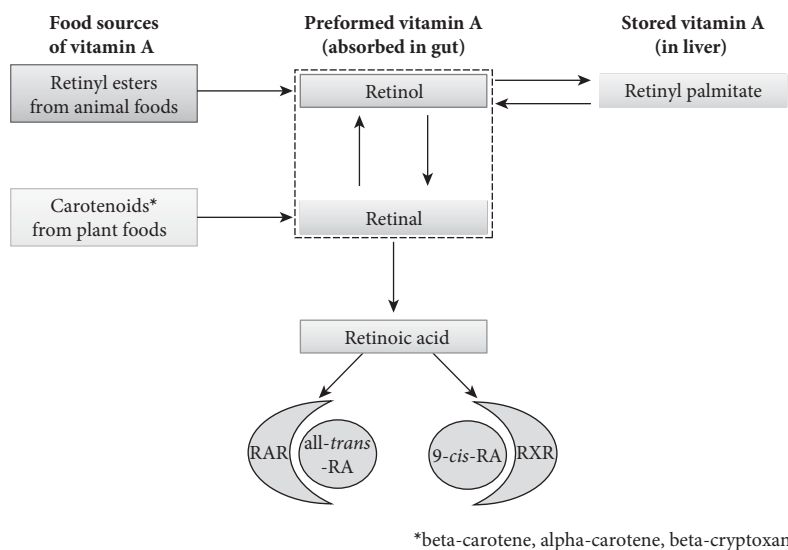 Food sources
of vitamin A
Preformed vitamin A
(absorbed in gut)
Stored vitamin A
(in liver)
Retinyl esters
from animal foods
Retinol
Retinyl palmitate
Carotenoids*
from plant foods
Retinal
Retinoic acid
RAR
all-trans
-RA
9-cis-RA
RXR
*beta-carotene, alpha-carotene, beta-cryptoxan